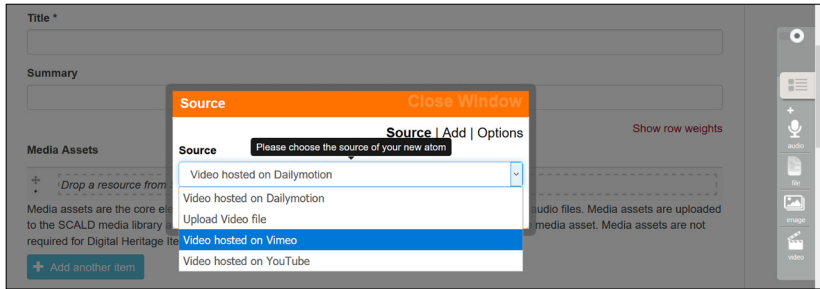 Title *
Summary
Source
Close Window
Source | Add | Options
Show row weights
Media Assets
Source
Please choose the source of your new atom
Video hosted on Dailymotion
Drop a resource from
Video hosted on Dailymotion
Upload Video file
Video hosted on Vimeo
Video hosted on YouTube
Media assets are the core audio files. Media assets are uploaded
to the SCALD media library media asset. Media assets are not
required for Digital Heritage
+ Add another item
audio
file
image
video